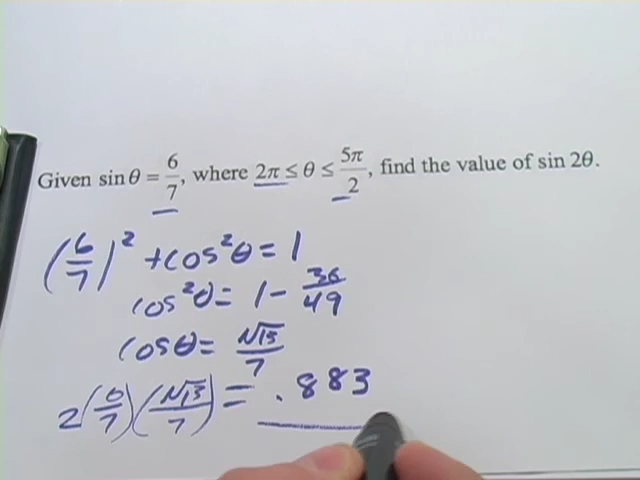 Given sin θ = 6/7, where 2π ≤ θ ≤ 5π/2, find the value of sin 2θ.
(6/7)² + cos²θ = 1
cos²θ = 1 - 36/49
cosθ = √13/7
2(6/7)(√13/7) = .883